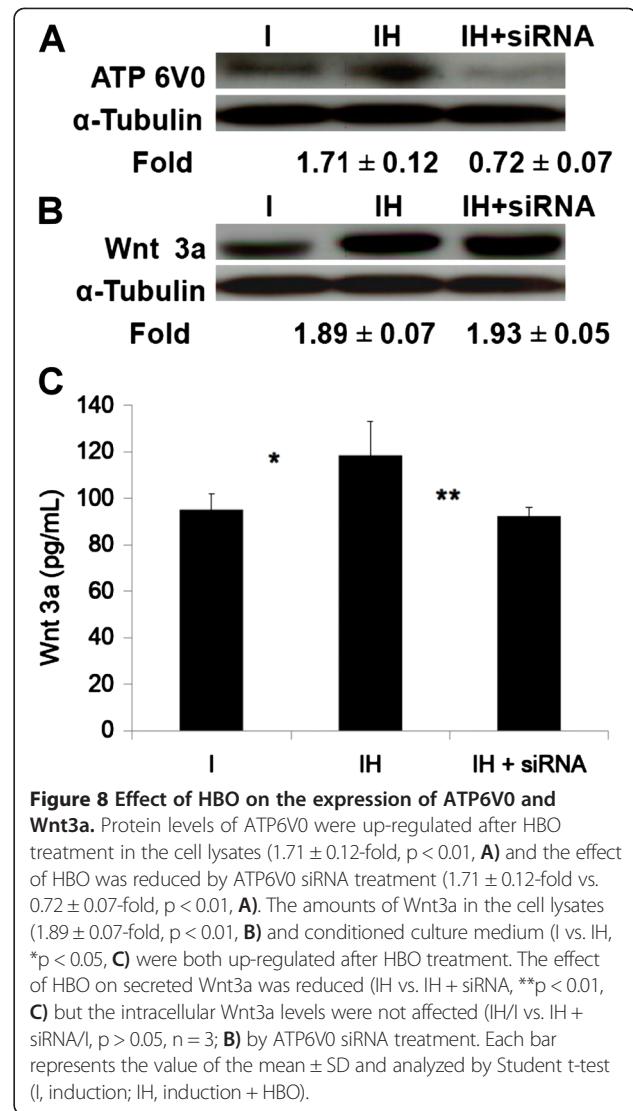 A
I IH IH+siRNA
ATP 6V0
α-Tubulin
Fold 1.71 ± 0.12 0.72 ± 0.07
B
I IH IH+siRNA
Wnt 3a
α-Tubulin
Fold 1.89 ± 0.07 1.93 ± 0.05
C
140
120
100
80
60
40
20
0
Wnt 3a (pg/mL)
*
**
I IH IH + siRNA
Figure 8 Effect of HBO on the expression of ATP6V0 and
Wnt3a. Protein levels of ATP6V0 were up-regulated after HBO
treatment in the cell lysates (1.71 ± 0.12-fold, p < 0.01, A) and the effect
of HBO was reduced by ATP6V0 siRNA treatment (1.71 ± 0.12-fold vs.
0.72 ± 0.07-fold, p < 0.01, A). The amounts of Wnt3a in the cell lysates
(1.89 ± 0.07-fold, p < 0.01, B) and conditioned culture medium (I vs. IH,
*p < 0.05, C) were both up-regulated after HBO treatment. The effect
of HBO on secreted Wnt3a was reduced (IH vs. IH + siRNA, **p < 0.01,
C) but the intracellular Wnt3a levels were not affected (IH/I vs. IH +
siRNA/I, p > 0.05, n = 3; B) by ATP6V0 siRNA treatment. Each bar
represents the value of the mean ± SD and analyzed by Student t-test
(I, induction; IH, induction + HBO).